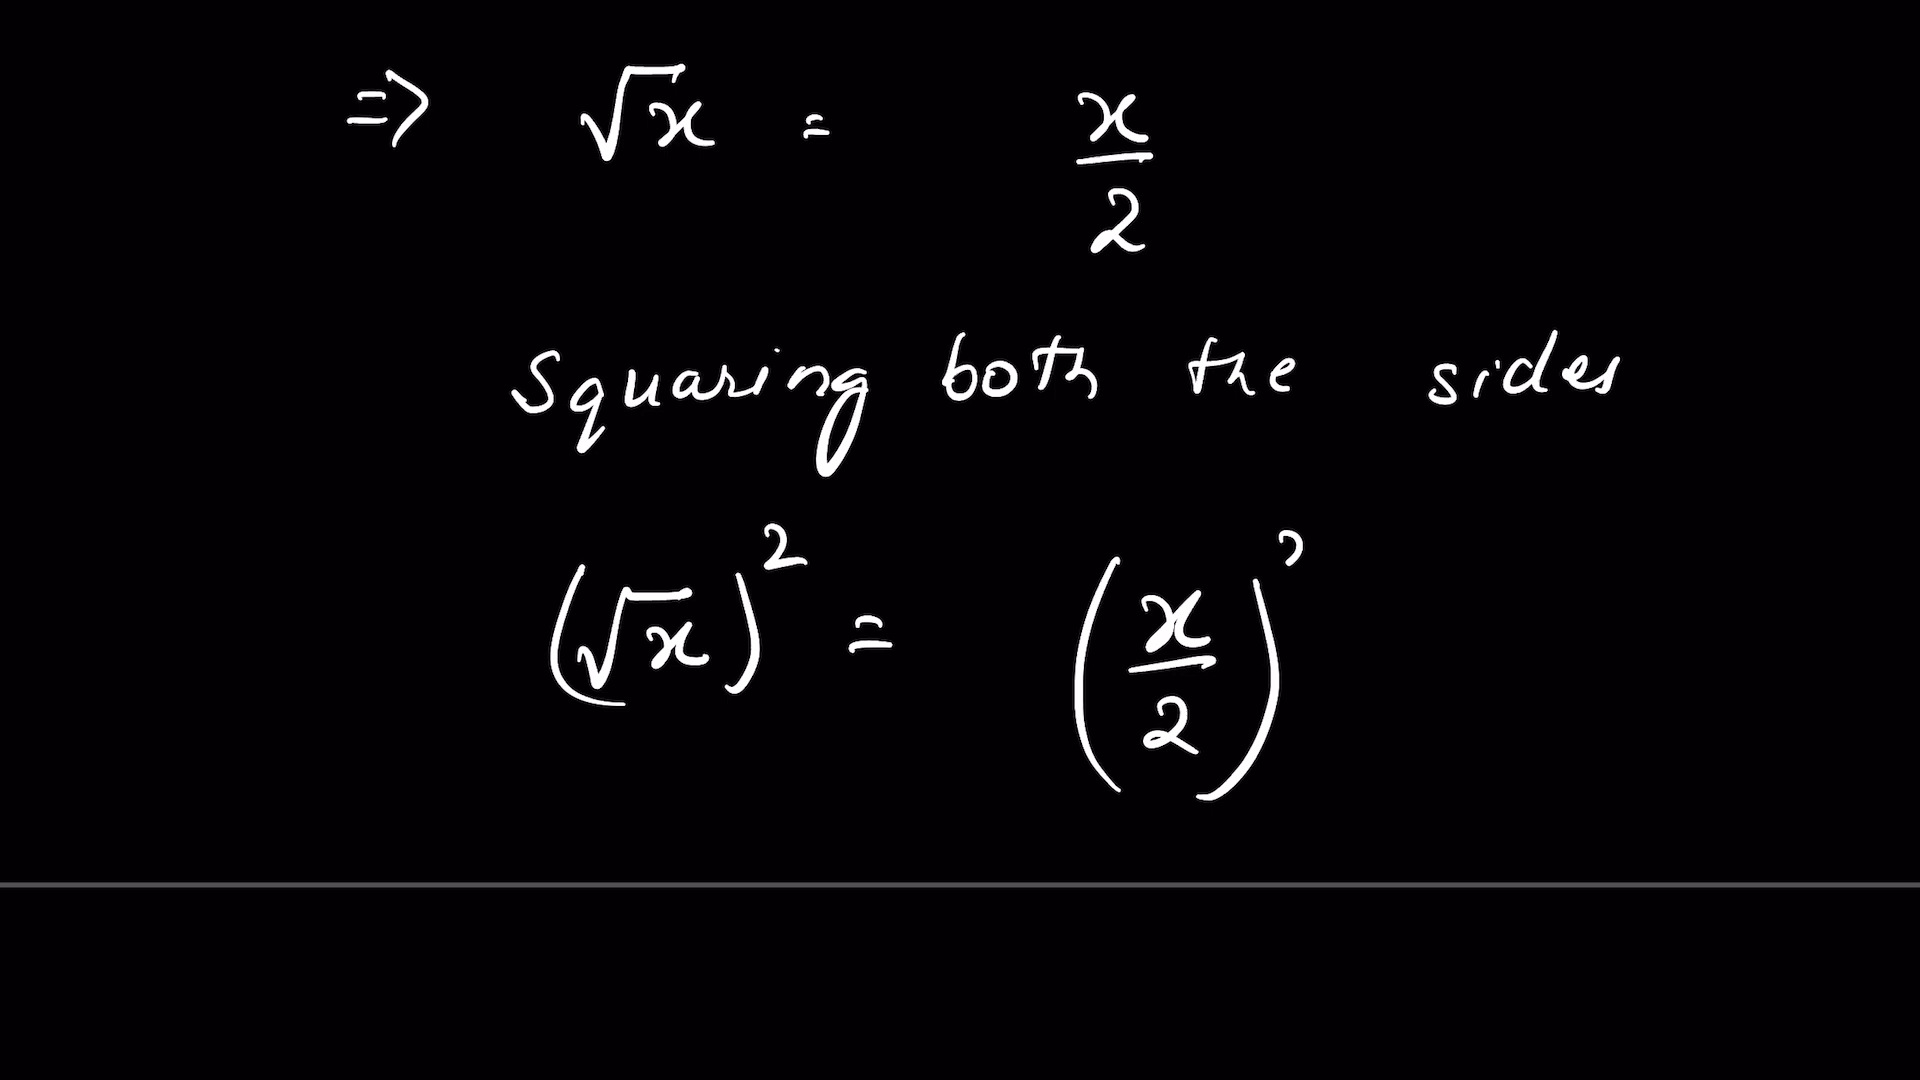 ⇒ √x = x/2
Squaring both the sides
(√x)² = (x/2)²